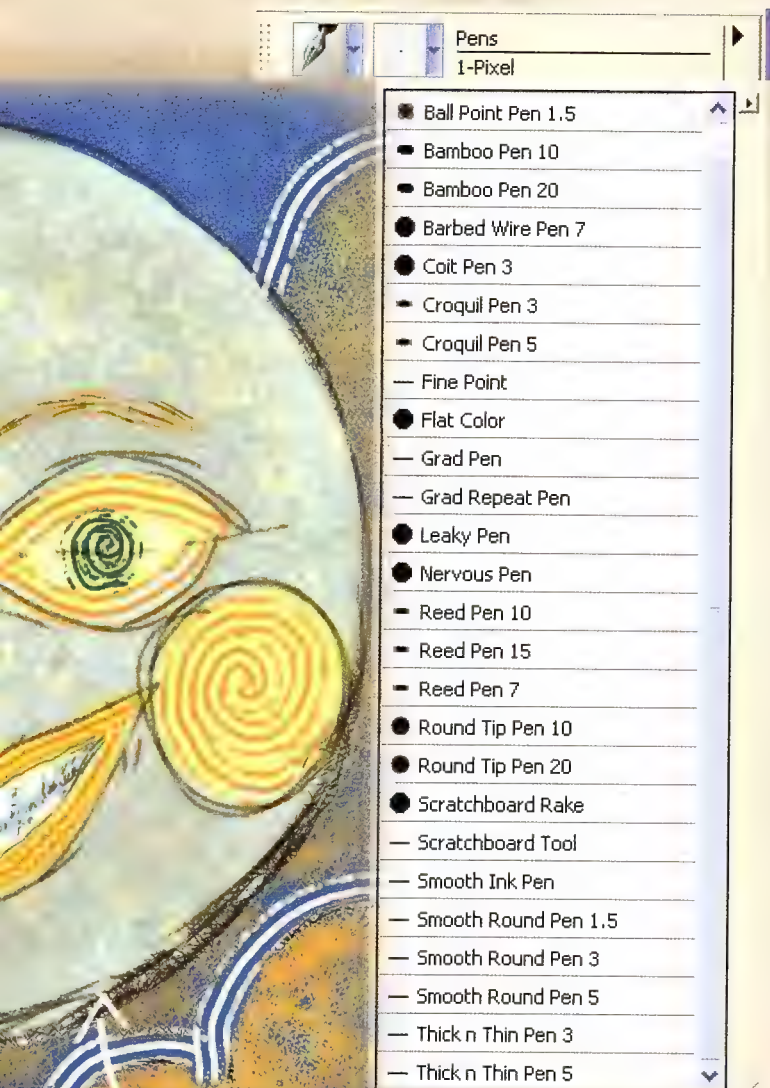 Pens
1-Pixel
Ball Point Pen 1.5
Bamboo Pen 10
Bamboo Pen 20
Barbed Wire Pen 7
Coit Pen 3
Croquil Pen 3
Croquil Pen 5
Fine Point
Flat Color
Grad Pen
Grad Repeat Pen
Leaky Pen
Nervous Pen
Reed Pen 10
Reed Pen 15
Reed Pen 7
Round Tip Pen 10
Round Tip Pen 20
Scratchboard Rake
Scratchboard Tool
Smooth Ink Pen
Smooth Round Pen 1.5
Smooth Round Pen 3
Smooth Round Pen 5
Thick n Thin Pen 3
Thick n Thin Pen 5